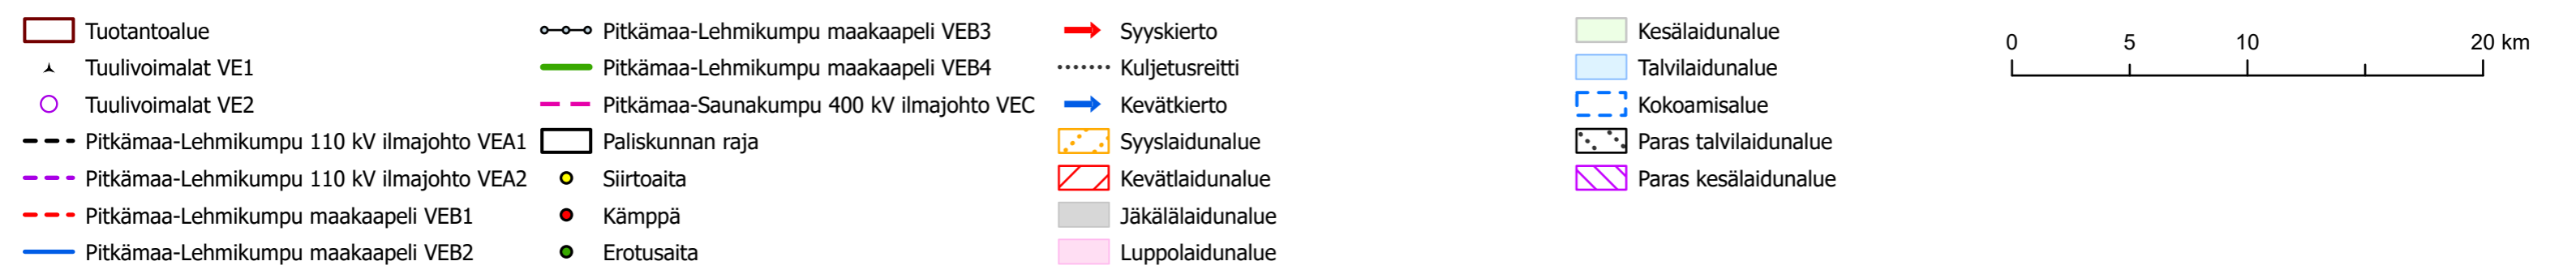 Tuotantoalue
Tuulivoimalat VE1
Tuulivoimalat VE2
Pitkämaa-Lehmikumpu 110 kV ilmajohto VEA1
Pitkämaa-Lehmikumpu 110 kV ilmajohto VEA2
Pitkämaa-Lehmikumpu maakaapeli VEB1
Pitkämaa-Lehmikumpu maakaapeli VEB2
Pitkämaa-Lehmikumpu maakaapeli VEB3
Pitkämaa-Lehmikumpu maakaapeli VEB4
Pitkämaa-Saunakumpu 400 kV ilmajohto VEC
Paliskunnan raja
Siirtoaita
Kämppä
Erotusaita
Syyskierto
Kuljetusreitti
Kevätkierto
Syyslaidunalue
Kevätlaidunalue
Jäkälälaidunalue
Luppolaidunalue
Kesälaidunalue
Talvilaidunalue
Kokoamisalue
Paras talvilaidunalue
Paras kesälaidunalue
0 5 10 20 km